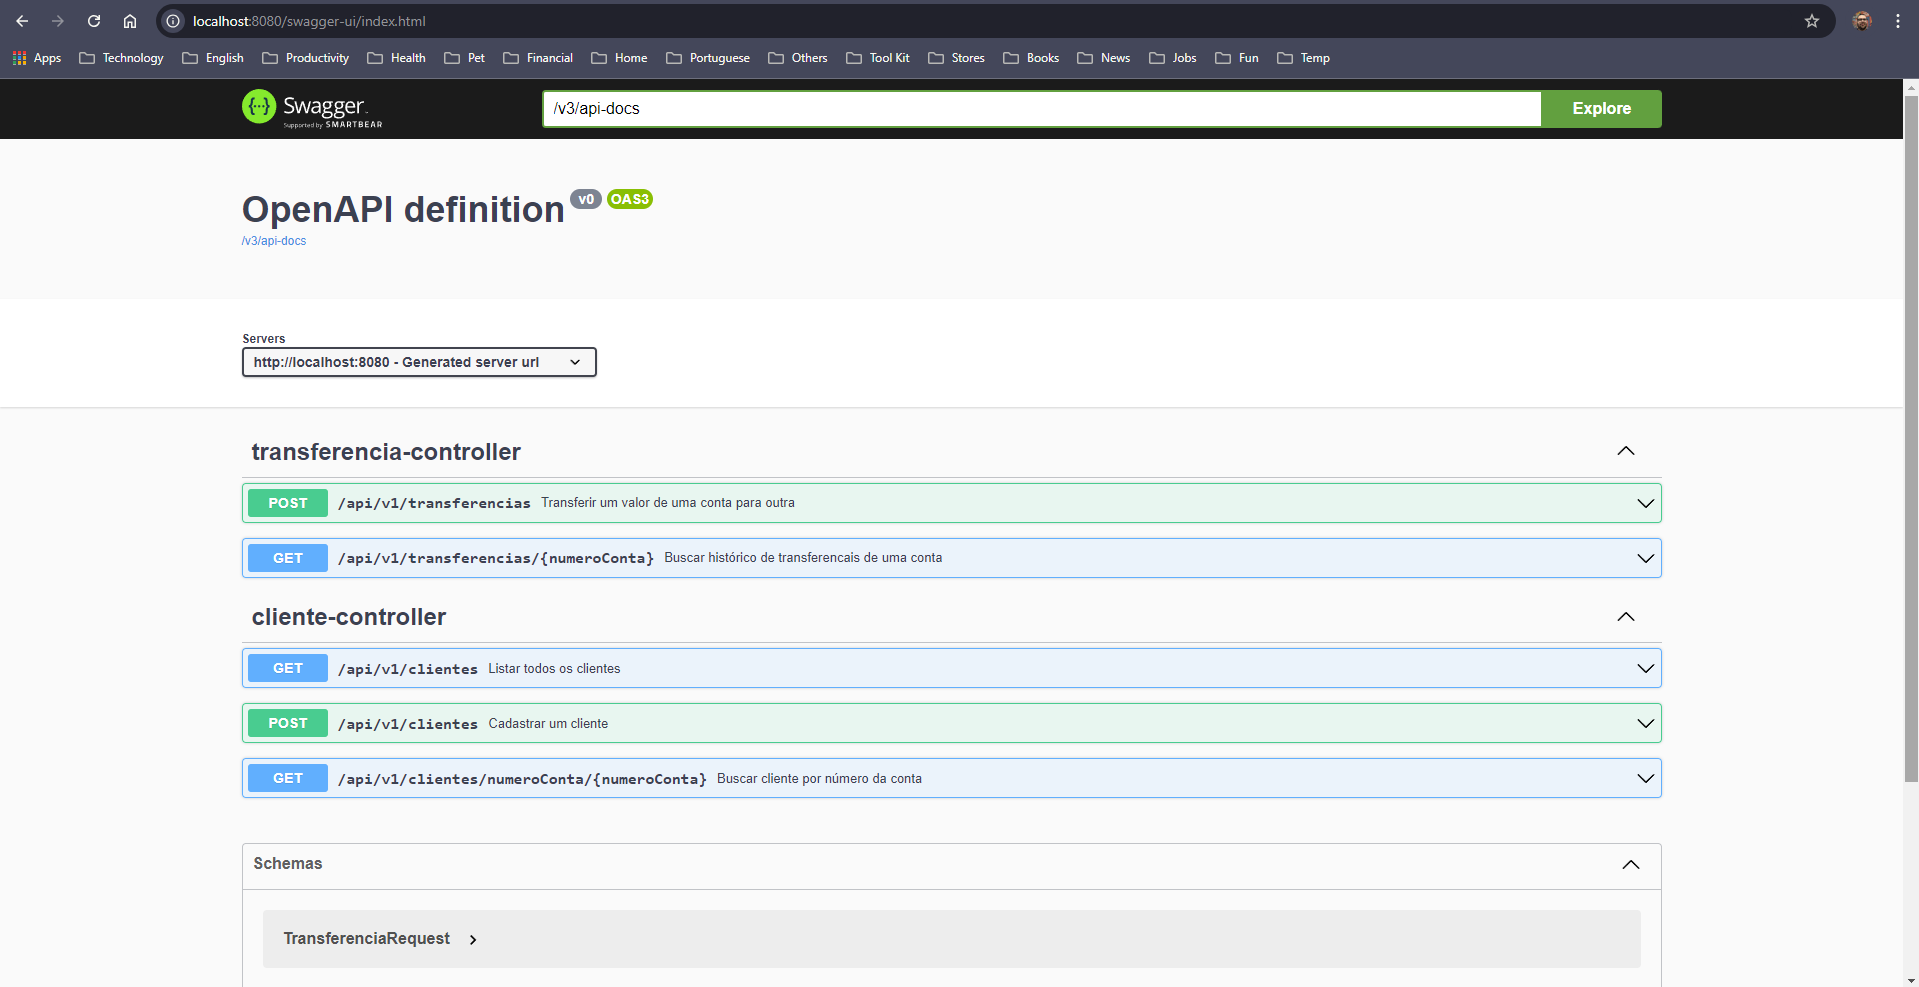 localhost:8080/swagger-ui/index.html
Apps Technology English Productivity Health Pet Financial Home Portuguese Others Tool Kit Stores Books News Jobs Fun Temp
Swagger
Supported by SMARTBEAR
/v3/api-docs
Explore
OpenAPI definition v0 OAS3
/v3/api-docs
Servers
http://localhost:8080 - Generated server url
transferencia-controller
POST /api/v1/transferencias Transferir um valor de uma conta para outra
GET /api/v1/transferencias/{numeroConta} Buscar histórico de transferencais de uma conta
cliente-controller
GET /api/v1/clientes Listar todos os clientes
POST /api/v1/clientes Cadastrar um cliente
GET /api/v1/clientes/numeroConta/{numeroConta} Buscar cliente por número da conta
Schemas
TransferenciaRequest